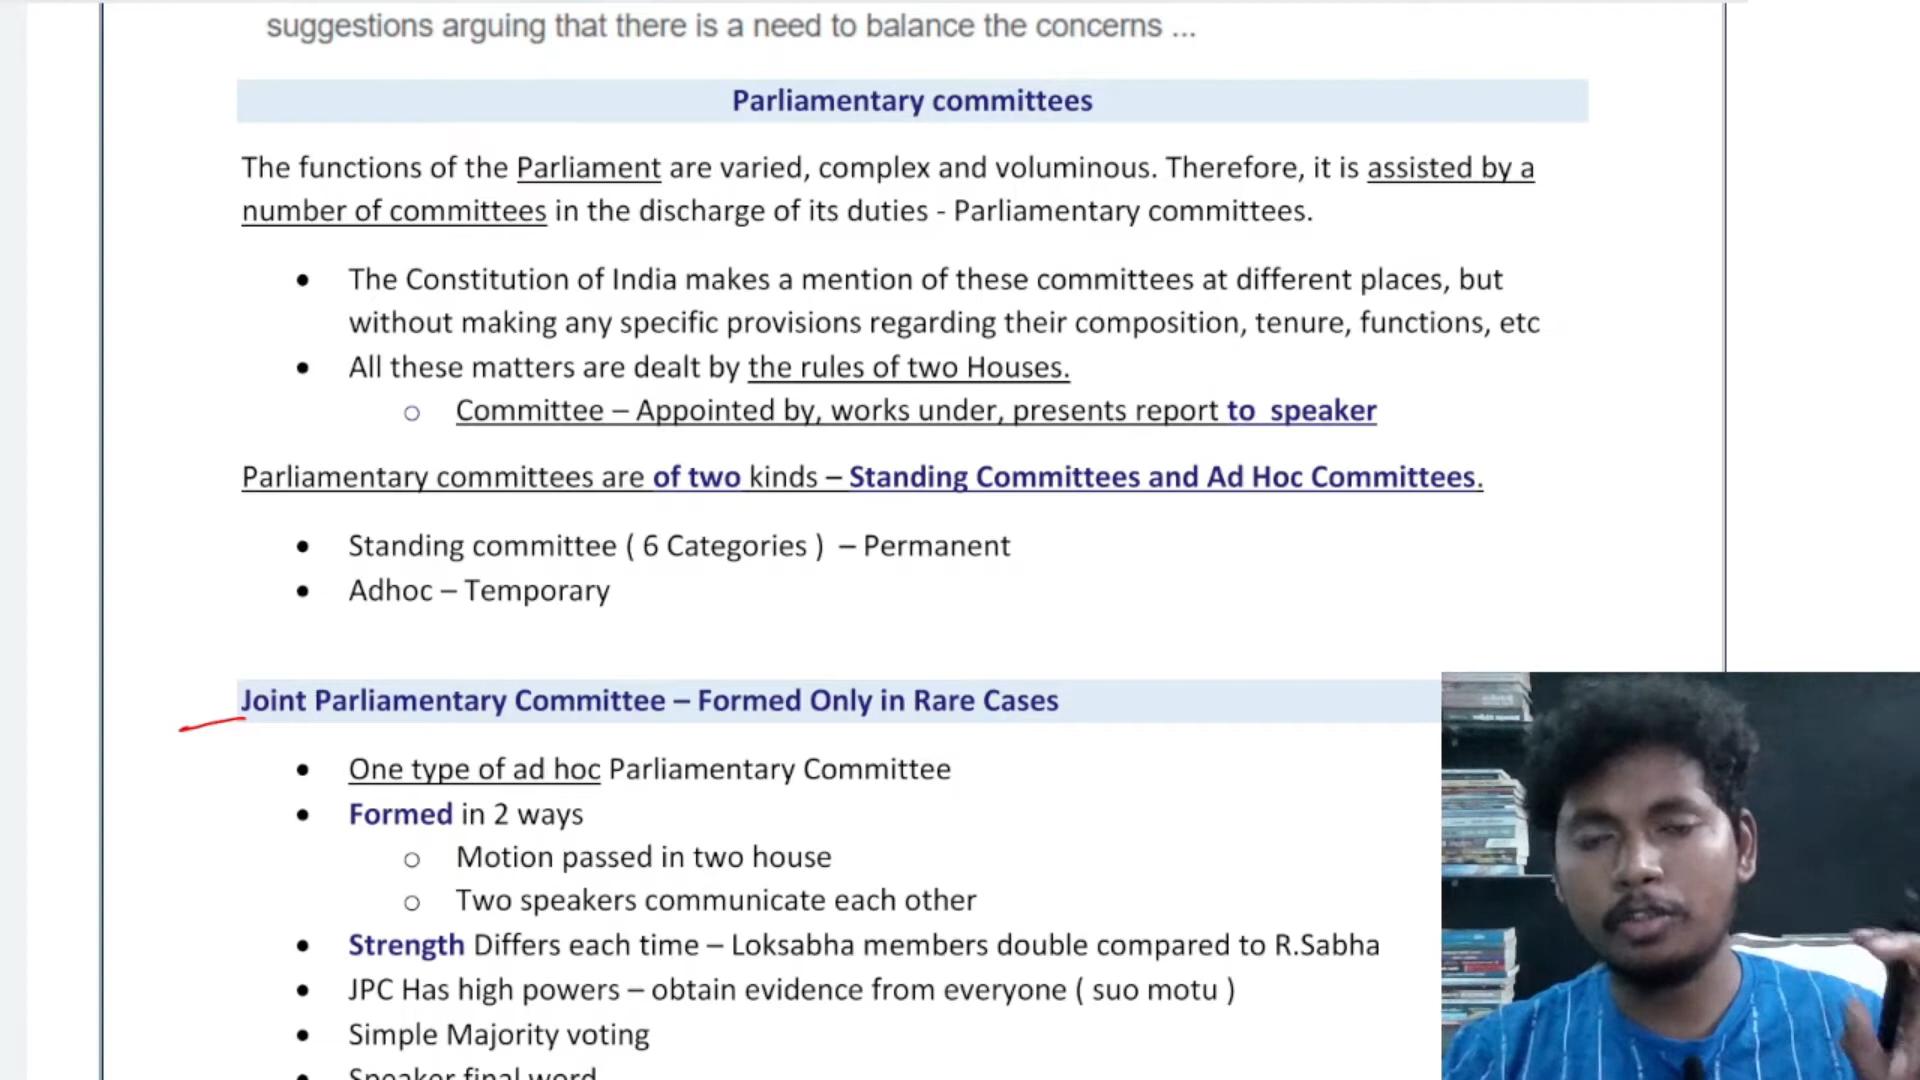 suggestions arguing that there is a need to balance the concerns ...
Parliamentary committees
The functions of the Parliament are varied, complex and voluminous. Therefore, it is assisted by a
number of committees in the discharge of its duties - Parliamentary committees.
• The Constitution of India makes a mention of these committees at different places, but
without making any specific provisions regarding their composition, tenure, functions, etc
• All these matters are dealt by the rules of two Houses.
○ Committee – Appointed by, works under, presents report to speaker
Parliamentary committees are of two kinds – Standing Committees and Ad Hoc Committees.
• Standing committee ( 6 Categories ) – Permanent
• Adhoc – Temporary
Joint Parliamentary Committee – Formed Only in Rare Cases
• One type of ad hoc Parliamentary Committee
• Formed in 2 ways
○ Motion passed in two house
○ Two speakers communicate each other
• Strength Differs each time – Loksabha members double compared to R.Sabha
• JPC Has high powers – obtain evidence from everyone ( suo motu )
• Simple Majority voting
• Speaker final word